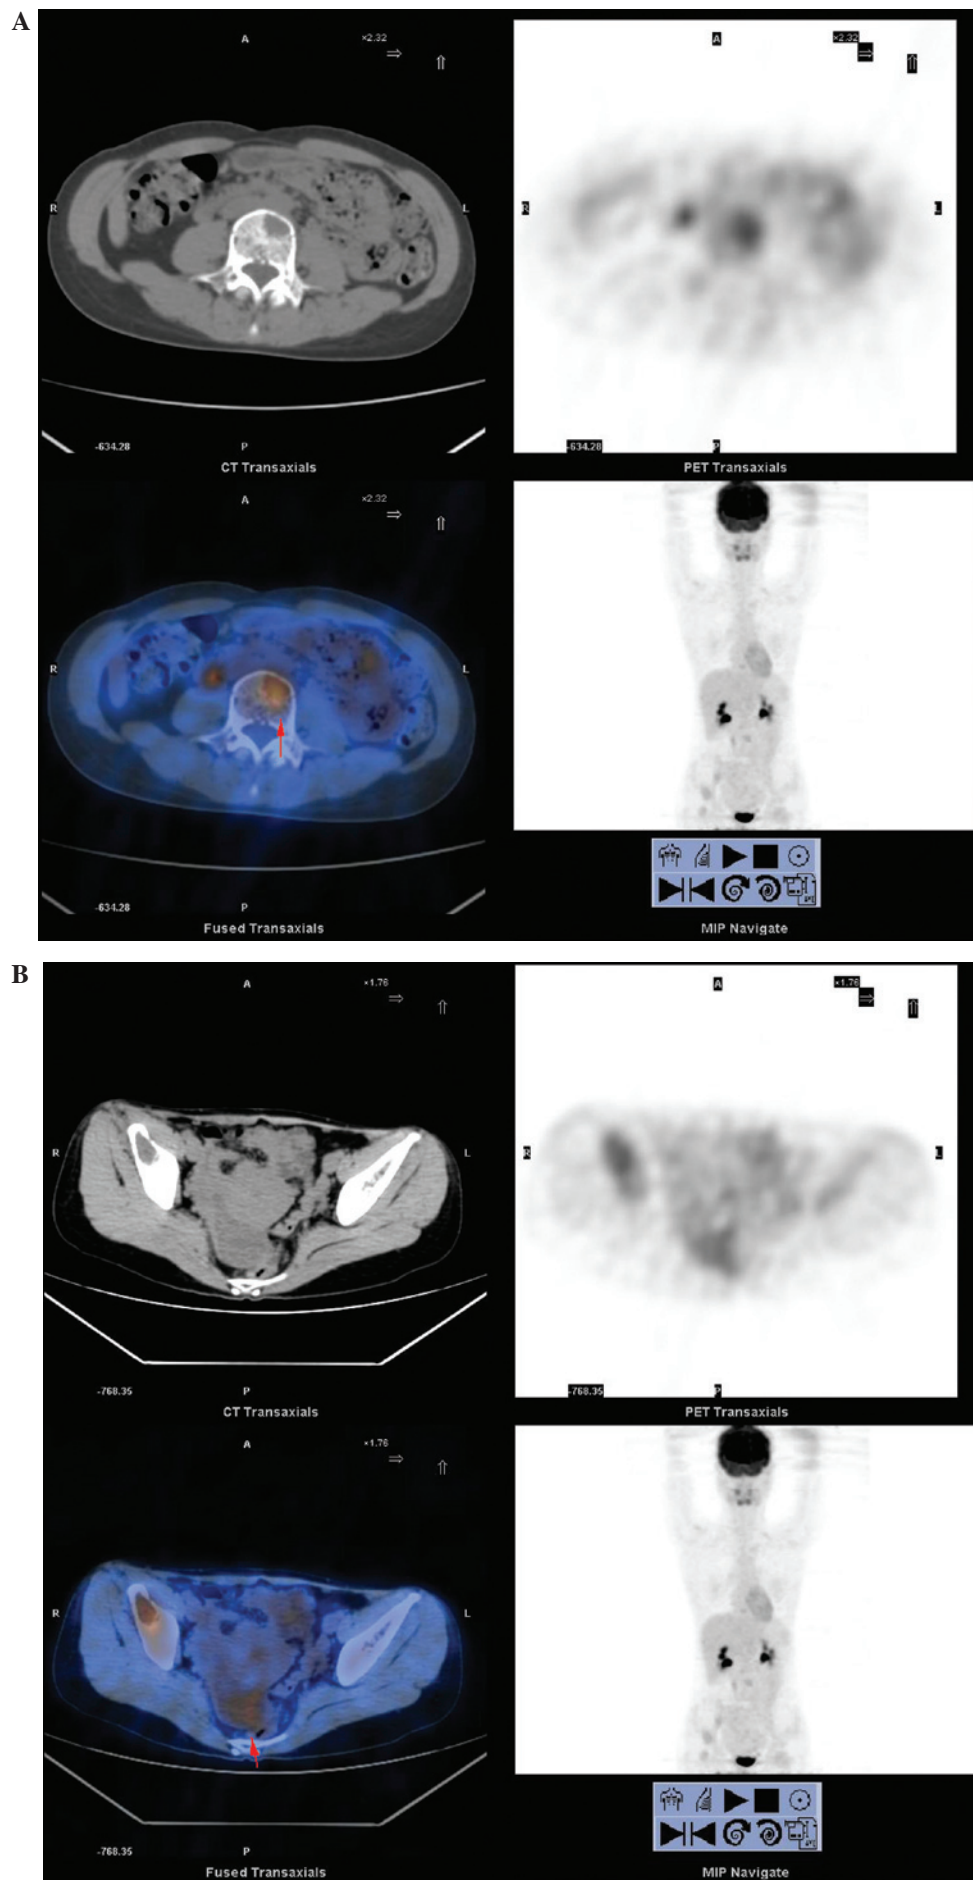 A
A
×2.32
⇒
⇑
R
L
-634.28
P
CT Transaxials
A
×2.32
⇒
⇑
R
L
-634.28
P
PET Transaxials
A
×2.32
⇒
⇑
R
L
-634.28
P
Fused Transaxials
MIP Navigate
B
A
×1.76
⇒
⇑
R
L
-768.35
P
CT Transaxials
A
×1.76
⇒
⇑
R
L
-768.35
P
PET Transaxials
A
×1.76
⇒
⇑
R
L
-768.35
P
Fused Transaxials
MIP Navigate